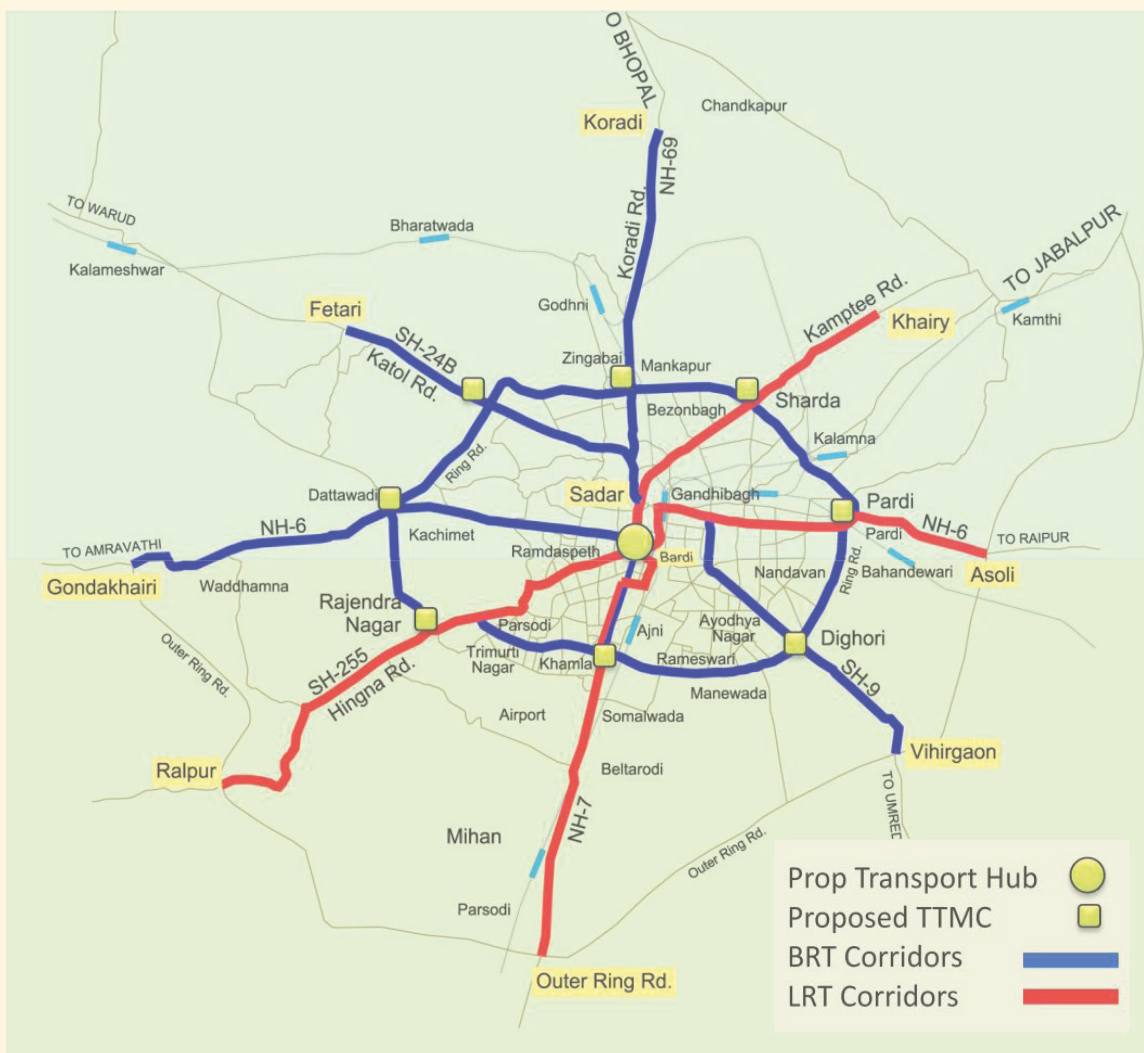 TO BHOPAL
Chandkapur
Koradi
NH-69
Koradi Rd.
TO WARUD
Bharatwada
Kalameshwar
TO JABALPUR
Godhni
Kamptee Rd.
Fetari
Khairy
Kamthi
SH-24B
Katol Rd.
Zingabai
Mankapur
Sharda
Bezonbagh
Kalamna
Ring Rd.
Dattawadi
Sadar
Gandhibagh
Pardi
NH-6
Kachimet
NH-6
Pardi
TO AMRAVATHI
Ramdaspeth
Bardi
TO RAIPUR
Gondakhairi
Waddhamna
Nandavan
Ring Rd.
Bahandewari
Asoli
Rajendra
Nagar
Parsodi
Ajni
Ayodhya
Nagar
Dighori
Outer Ring Rd.
SH-255
Hingna Rd.
Trimurti
Nagar
Khamla
Rameswari
Manewada
SH-9
Airport
Somalwada
Ralpur
Beltarodi
Vihirgaon
TO UMRED
NH-7
Mihan
Outer Ring Rd.
Parsodi
Outer Ring Rd.
Prop Transport Hub
Proposed TTMC
BRT Corridors
LRT Corridors